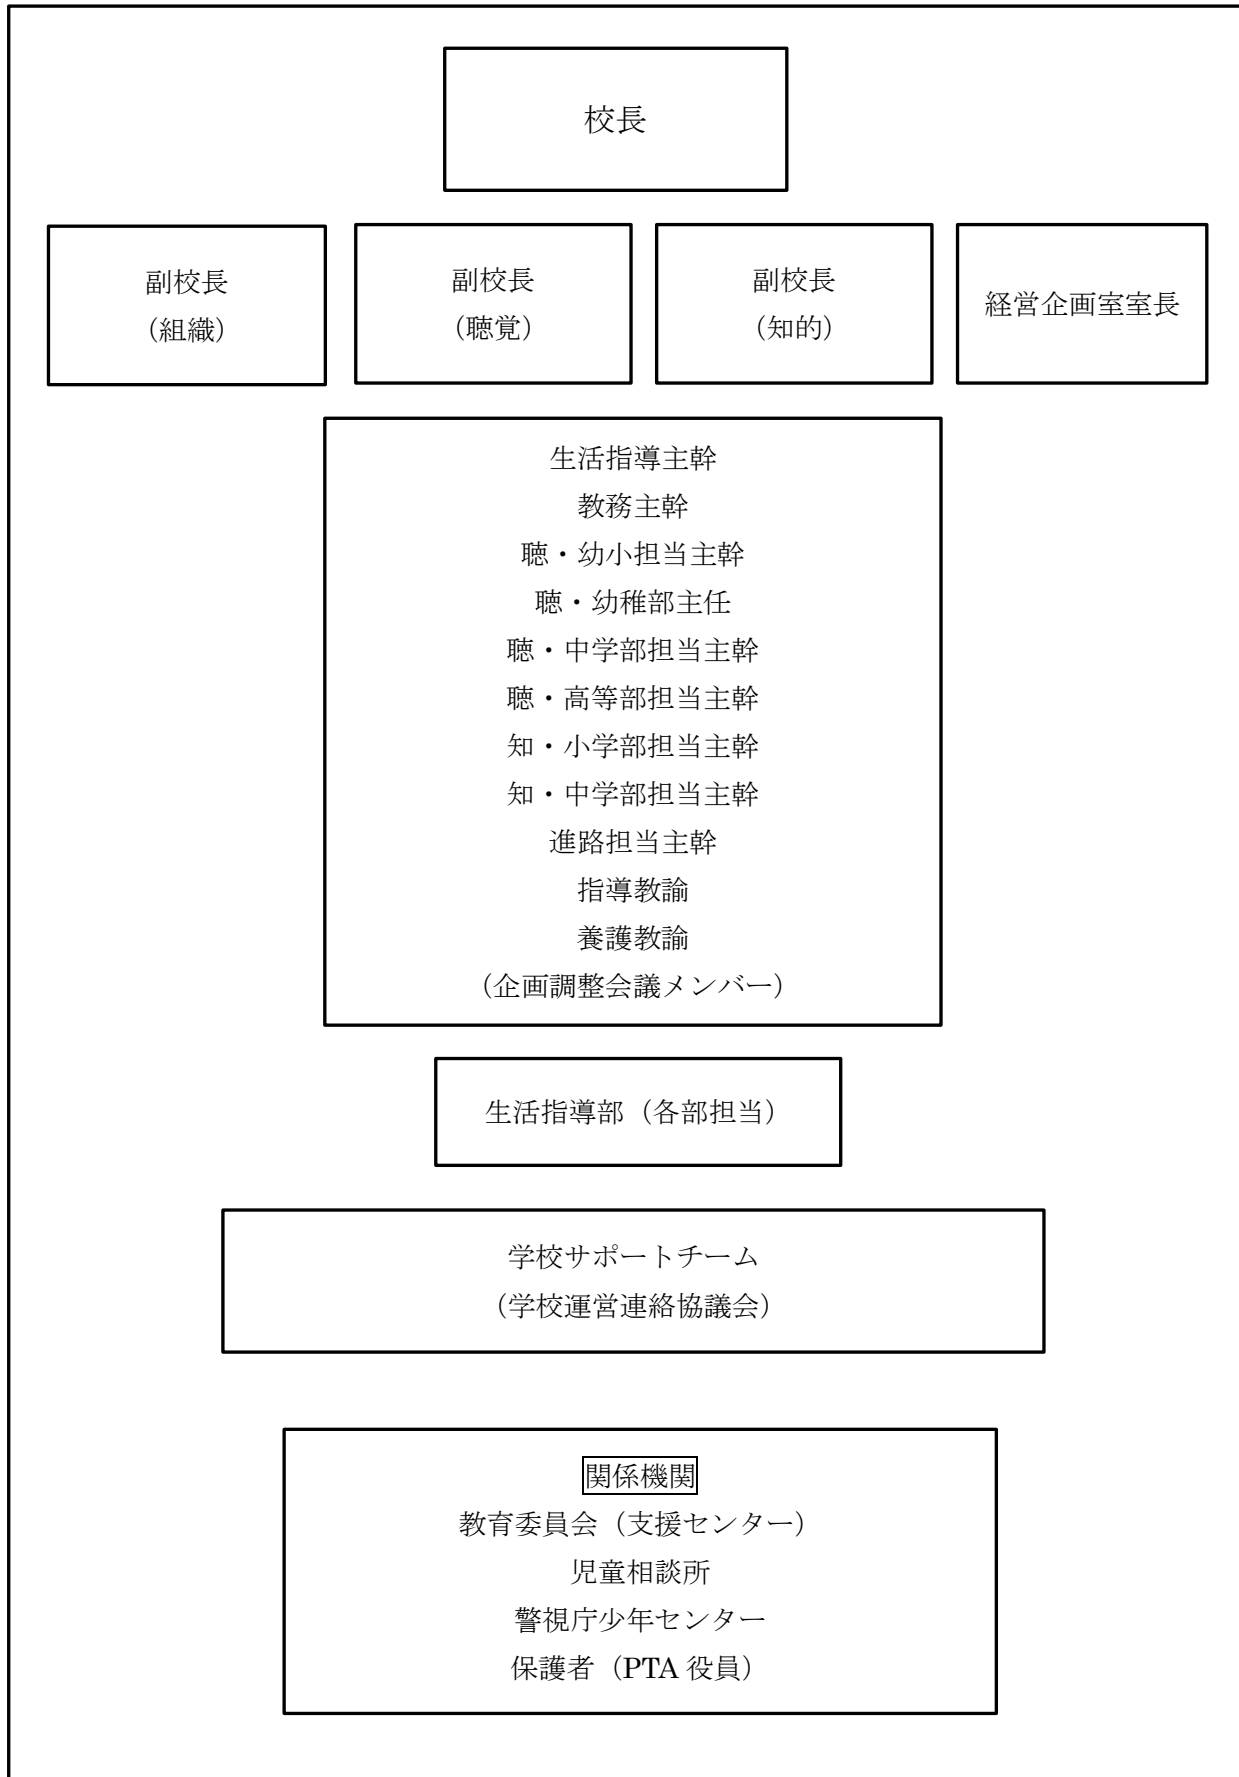 校長
副校長
（組織）
副校長
（聴覚）
副校長
（知的）
経営企画室室長
生活指導主幹
教務主幹
聴・幼小担当主幹
聴・幼稚部主任
聴・中学部担当主幹
聴・高等部担当主幹
知・小学部担当主幹
知・中学部担当主幹
進路担当主幹
指導教諭
養護教諭
（企画調整会議メンバー）
生活指導部（各部担当）
学校サポートチーム
（学校運営連絡協議会）
関係機関
教育委員会（支援センター）
児童相談所
警視庁少年センター
保護者（PTA 役員）